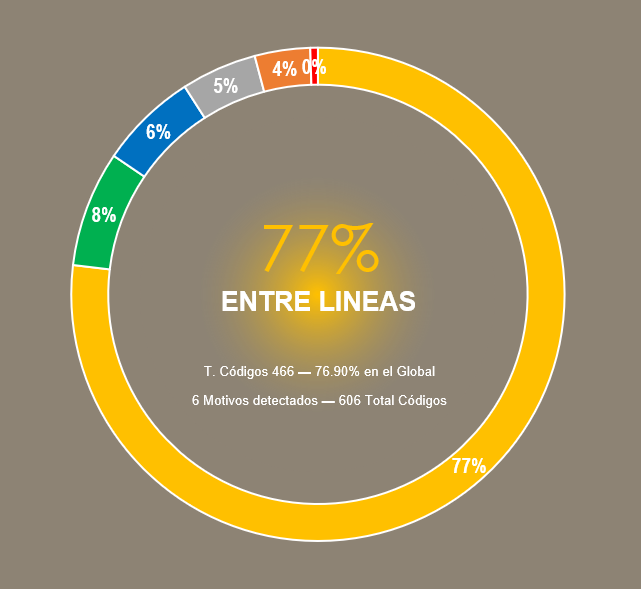 4% 0%
5%
6%
8%
77%
ENTRE LINEAS
T. Códigos 466 — 76.90% en el Global
6 Motivos detectados — 606 Total Códigos
77%